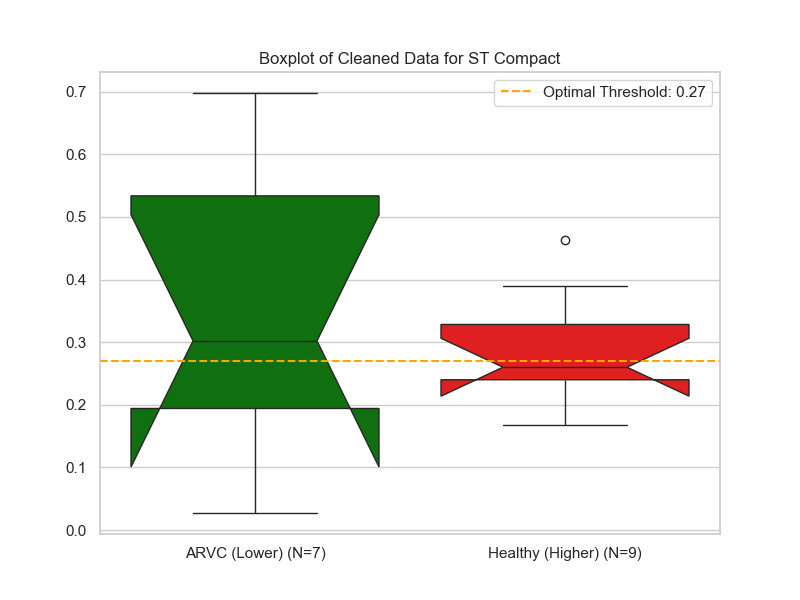 Boxplot of Cleaned Data for ST Compact
Optimal Threshold: 0.27
0.7
0.6
0.5
0.4
0.3
0.2
0.1
0.0
ARVC (Lower) (N=7)
Healthy (Higher) (N=9)